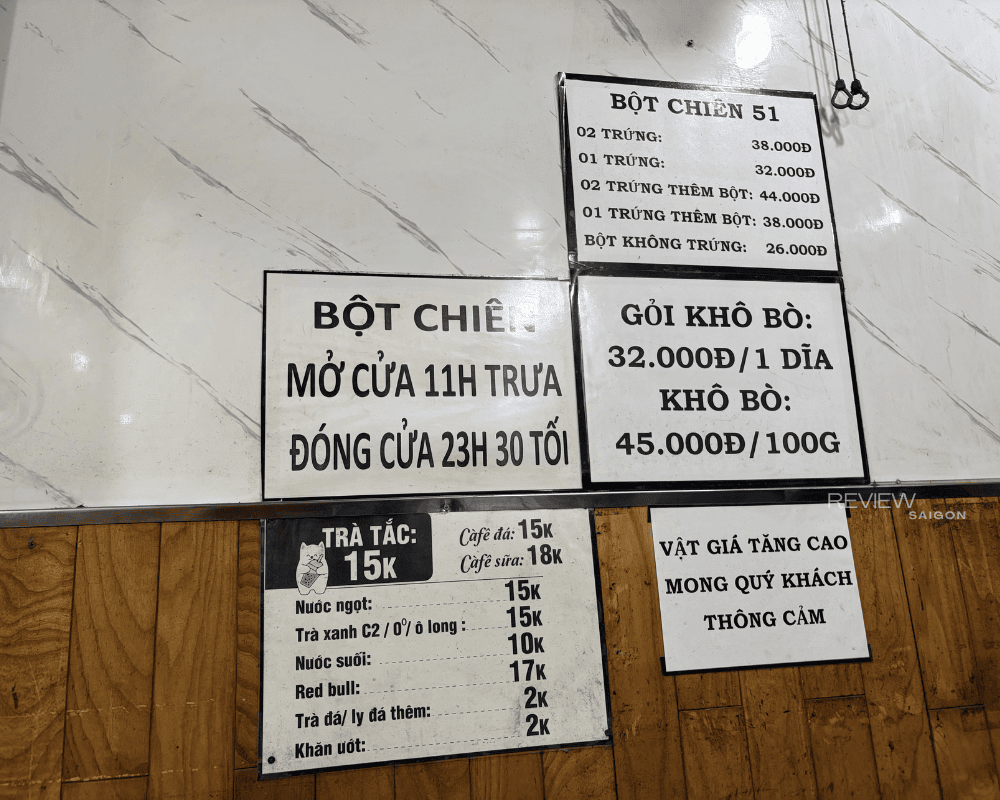 BỘT CHIÊN 51
02 TRỨNG: 38.000Đ
01 TRỨNG: 32.000Đ
02 TRỨNG THÊM BỘT: 44.000Đ
01 TRỨNG THÊM BỘT: 38.000Đ
BỘT KHÔNG TRỨNG: 26.000Đ
BỘT CHIÊN
MỞ CỬA 11H TRƯA
ĐÓNG CỬA 23H 30 TỐI
GỎI KHÔ BÒ:
32.000Đ/1 DĨA
KHÔ BÒ:
45.000Đ/100G
TRÀ TẮC:
15K
Càfê đá: 15K
Càfê sữa: 18K
Nước ngọt: 15K
Trà xanh C2 / 0⁰/ ô long : 15K
Nước suối: 10K
Red bull: 17K
Trà đá/ ly đá thêm: 2K
Khăn ướt: 2K
REVIEW
SAIGON
VẬT GIÁ TĂNG CAO
MONG QUÝ KHÁCH
THÔNG CẢM